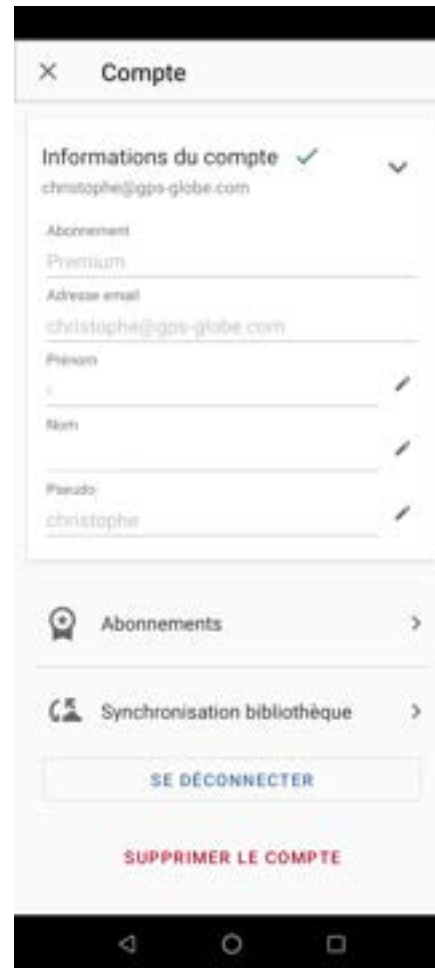 Compte
Informations du compte
christophe@gps-globe.com
Abonnement
Premium
Adresse email
christophe@gps-globe.com
Prénom
Nom
Pseudo
christophe
Abonnements
Synchronisation bibliothèque
SE DÉCONNECTER
SUPPRIMER LE COMPTE